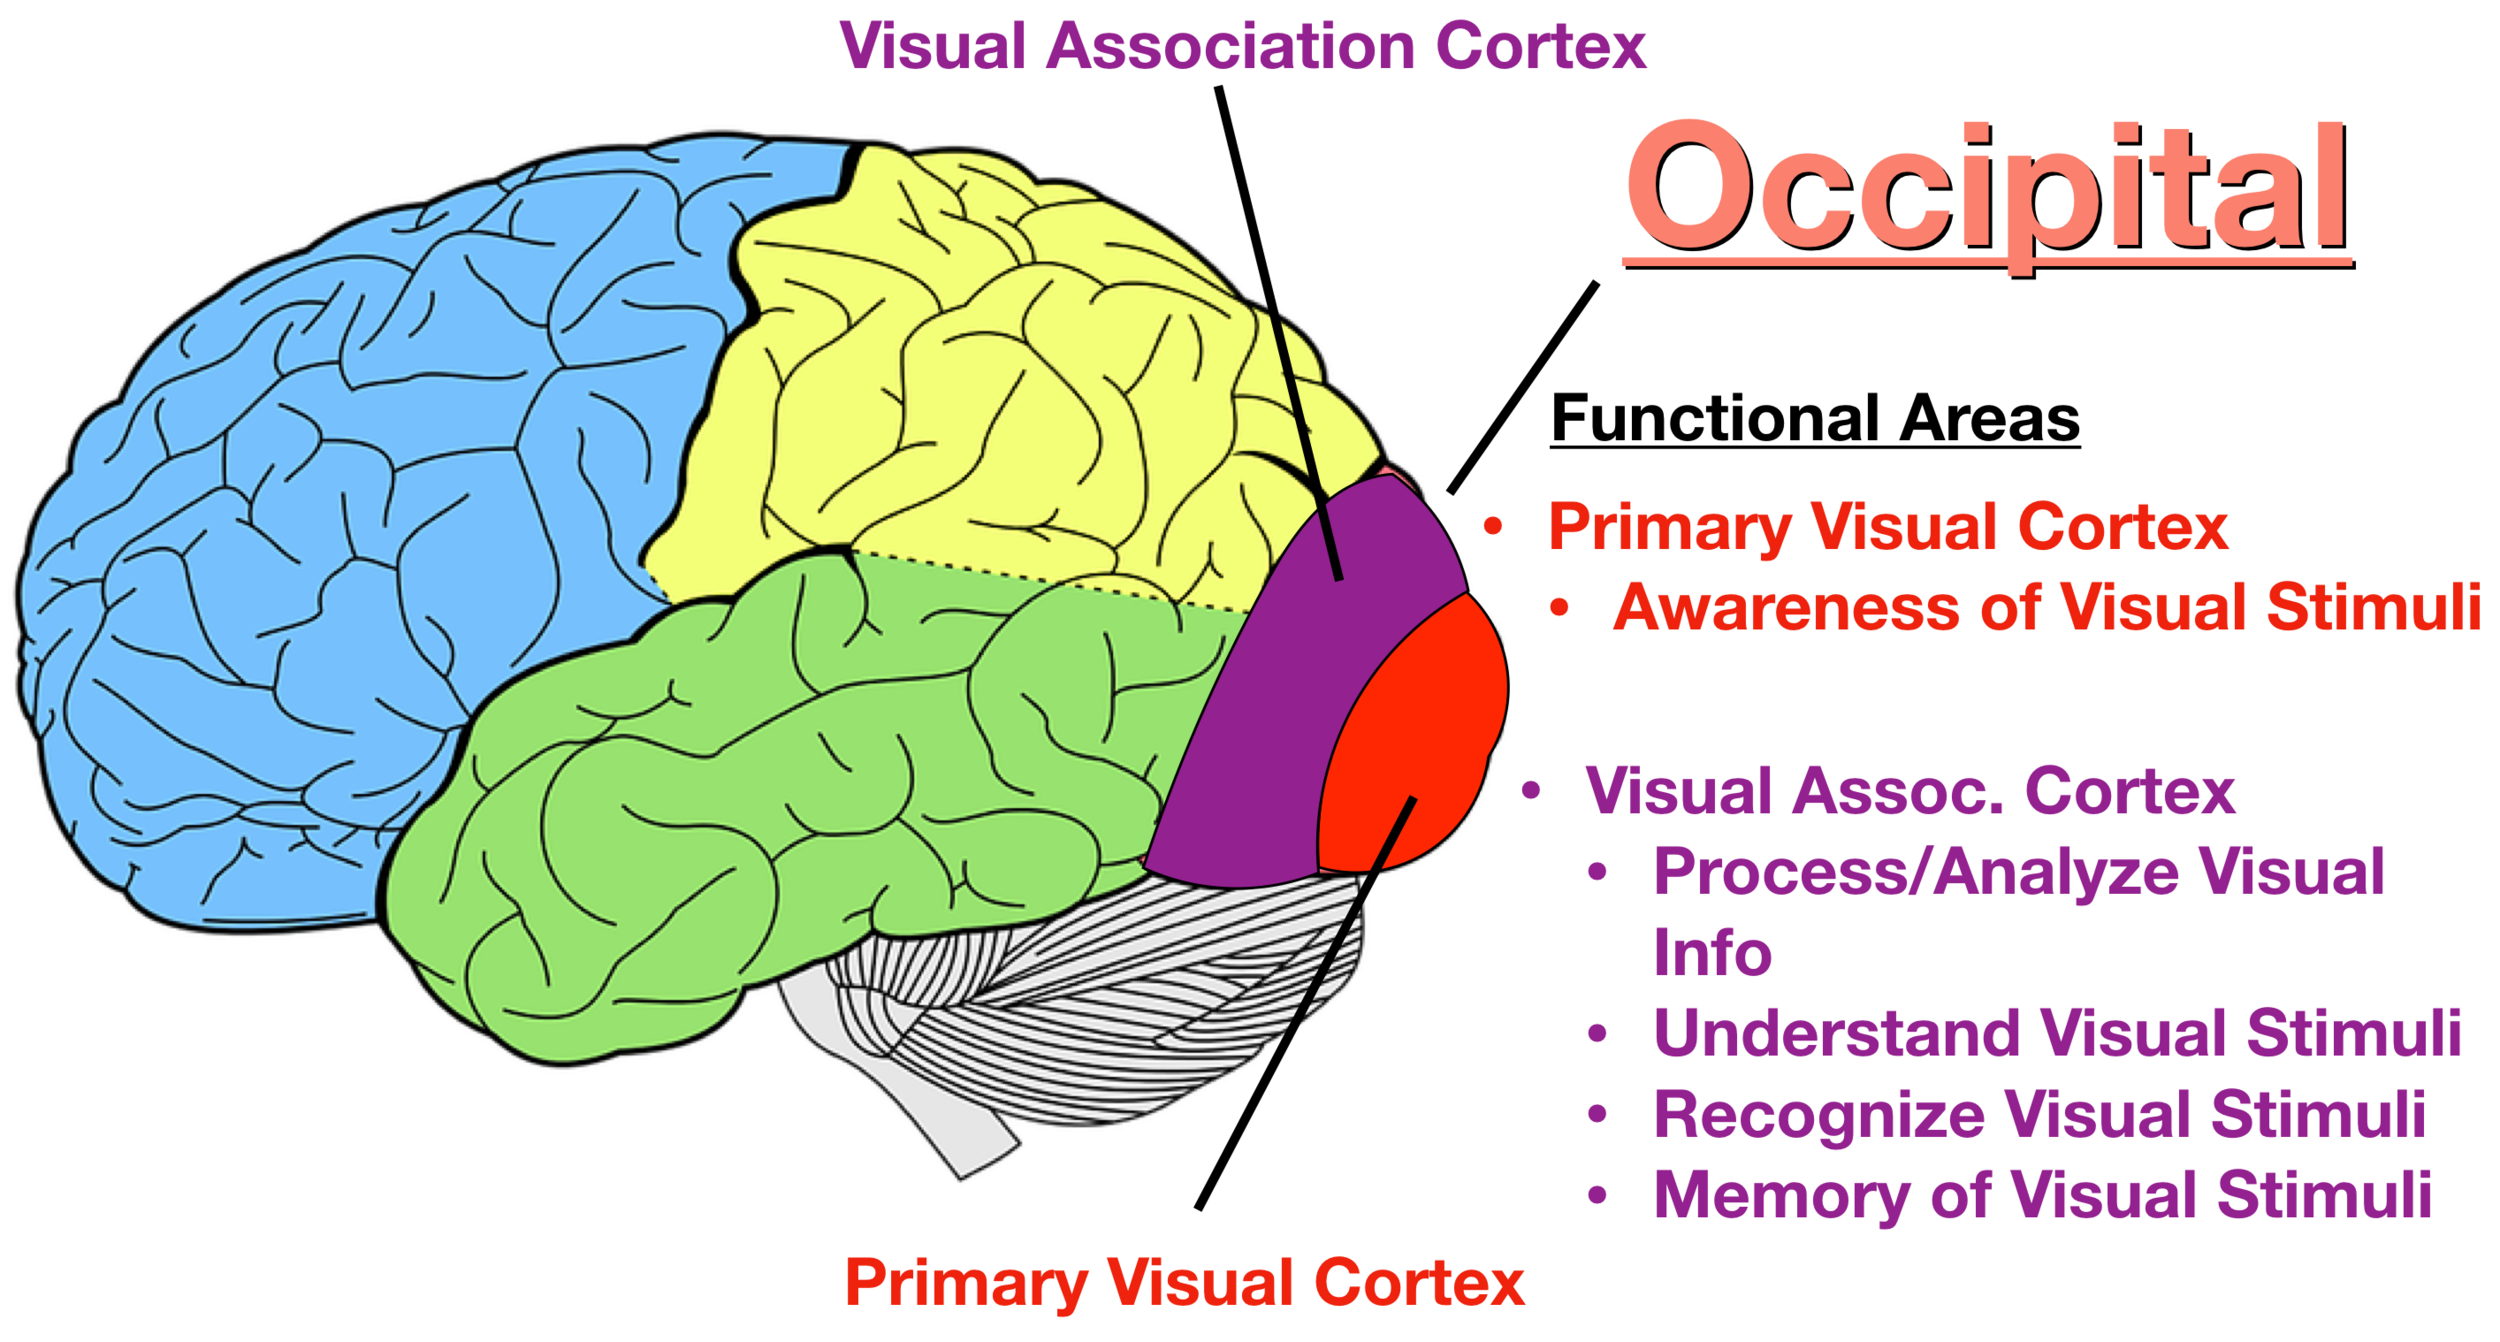 Visual Association Cortex
Occipital
Functional Areas
• Primary Visual Cortex
• Awareness of Visual Stimuli
• Visual Assoc. Cortex
• Process/Analyze Visual
Info
• Understand Visual Stimuli
• Recognize Visual Stimuli
• Memory of Visual Stimuli
Primary Visual Cortex